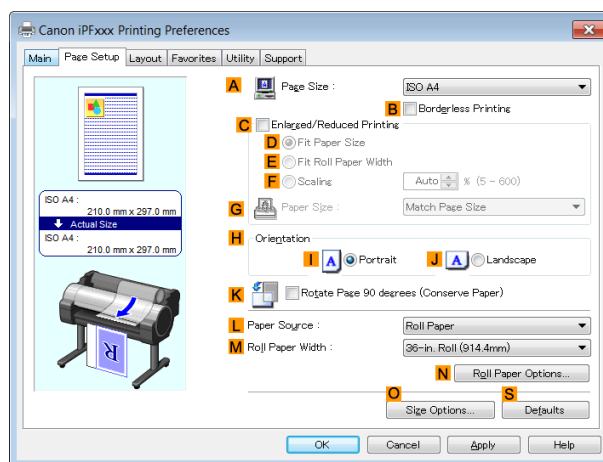 Canon iPFxxx Printing Preferences
Main Page Setup Layout Favorites Utility Support
A Page Size : ISO A4
B Borderless Printing
C Enlarged/Reduced Printing
D Fit Paper Size
E Fit Roll Paper Width
F Scaling Auto % (5 - 600)
G Paper Size : Match Page Size
ISO A4 :
210.0 mm x 297.0 mm
Actual Size
ISO A4 :
210.0 mm x 297.0 mm
H Orientation
I A Portrait J A Landscape
K Rotate Page 90 degrees (Conserve Paper)
L Paper Source : Roll Paper
M Roll Paper Width : 36-in. Roll (914.4mm)
R
N Roll Paper Options...
O S
Size Options... Defaults
OK Cancel Apply Help